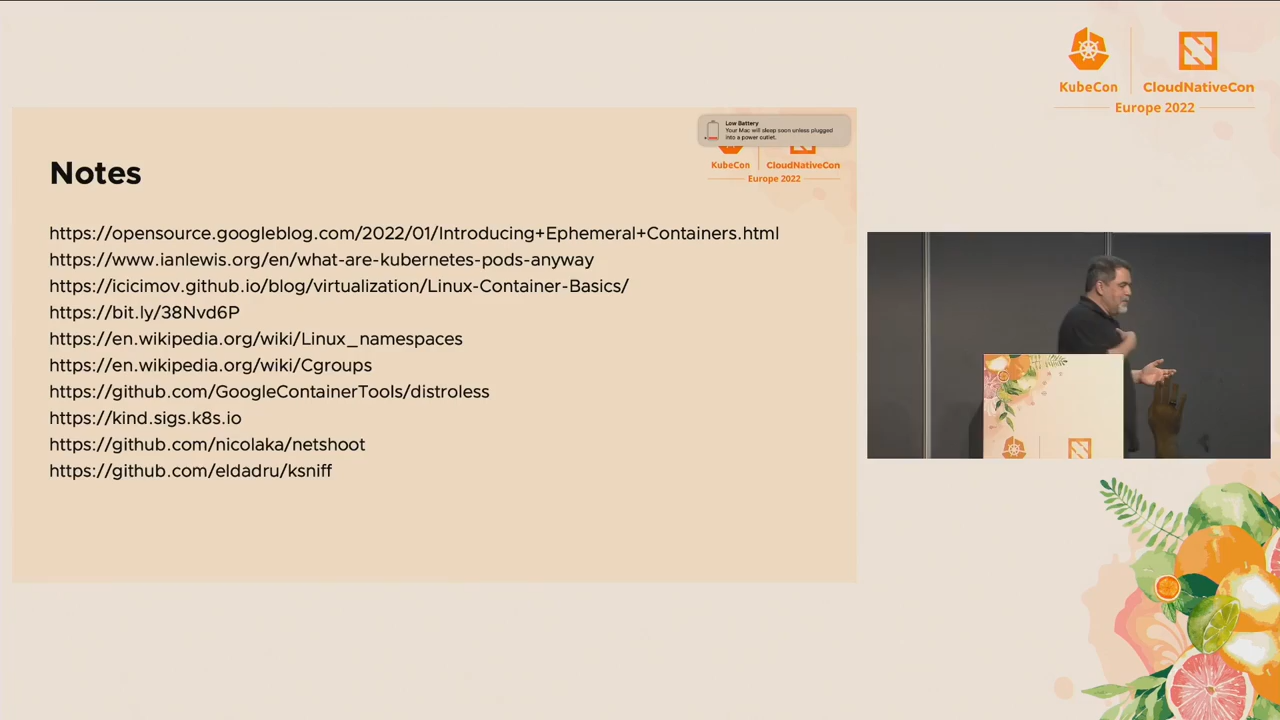 KubeCon
CloudNativeCon
Europe 2022
Low Battery
Your Mac will sleep soon unless plugged
into a power outlet.
KubeCon
CloudNativeCon
Europe 2022
Notes
https://opensource.googleblog.com/2022/01/Introducing+Ephemeral+Containers.html
https://www.ianlewis.org/en/what-are-kubernetes-pods-anyway
https://icicimov.github.io/blog/virtualization/Linux-Container-Basics/
https://bit.ly/38Nvd6P
https://en.wikipedia.org/wiki/Linux_namespaces
https://en.wikipedia.org/wiki/Cgroups
https://github.com/GoogleContainerTools/distroless
https://kind.sigs.k8s.io
https://github.com/nicolaka/netshoot
https://github.com/eldadru/ksniff